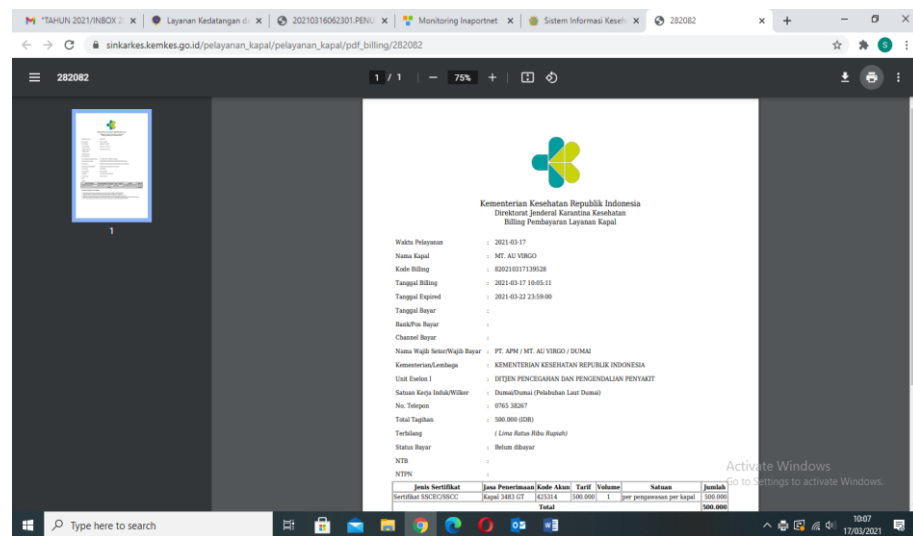 *TAHUN 2021/INBOX 2
Layanan Kedatangan d
20210316062301.PENU
Monitoring Inaportnet
Sistem Informasi Keseh
282082
sinkarkes.kemkes.go.id/pelayanan_kapal/pelayanan_kapal/pdf_billing/282082
S
282082
1 / 1
75%
1
Kementerian Kesehatan Republik Indonesia
Direktorat Jenderal Karantina Kesehatan
Billing Pembayaran Layanan Kapal
Waktu Pelayanan : 2021-03-17
Nama Kapal : MT. AU VIRGO
Kode Billing : 820210317139528
Tanggal Billing : 2021-03-17 10:05:11
Tanggal Expired : 2021-03-22 23:59:00
Tanggal Bayar :
Bank/Pos Bayar :
Channel Bayar :
Nama Wajib Setor/Wajib Bayar : PT. APM / MT. AU VIRGO / DUMAI
Kementerian/Lembaga : KEMENTERIAN KESEHATAN REPUBLIK INDONESIA
Unit Eselon I : DITJEN PENCEGAHAN DAN PENGENDALIAN PENYAKIT
Satuan Kerja Induk/Wilker : Dumai/Dumai (Pelabuhan Laut Dumai)
No. Telepon : 0765 38267
Total Tagihan : 500.000 (IDR)
Terbilang : ( Lima Ratus Ribu Rupiah)
Status Bayar : Belum dibayar
NTB :
NTPN :
Jenis Sertifikat Jasa Penerimaan Kode Akun Tarif Volume Satuan Jumlah
Sertifikat SSCEC/SSCC Kapal 3483 GT 425314 500.000 1 per pengawasan per kapal 500.000
Total 500.000
Activate Windows
Go to Settings to activate Windows.
Type here to search
10:07
17/03/2021